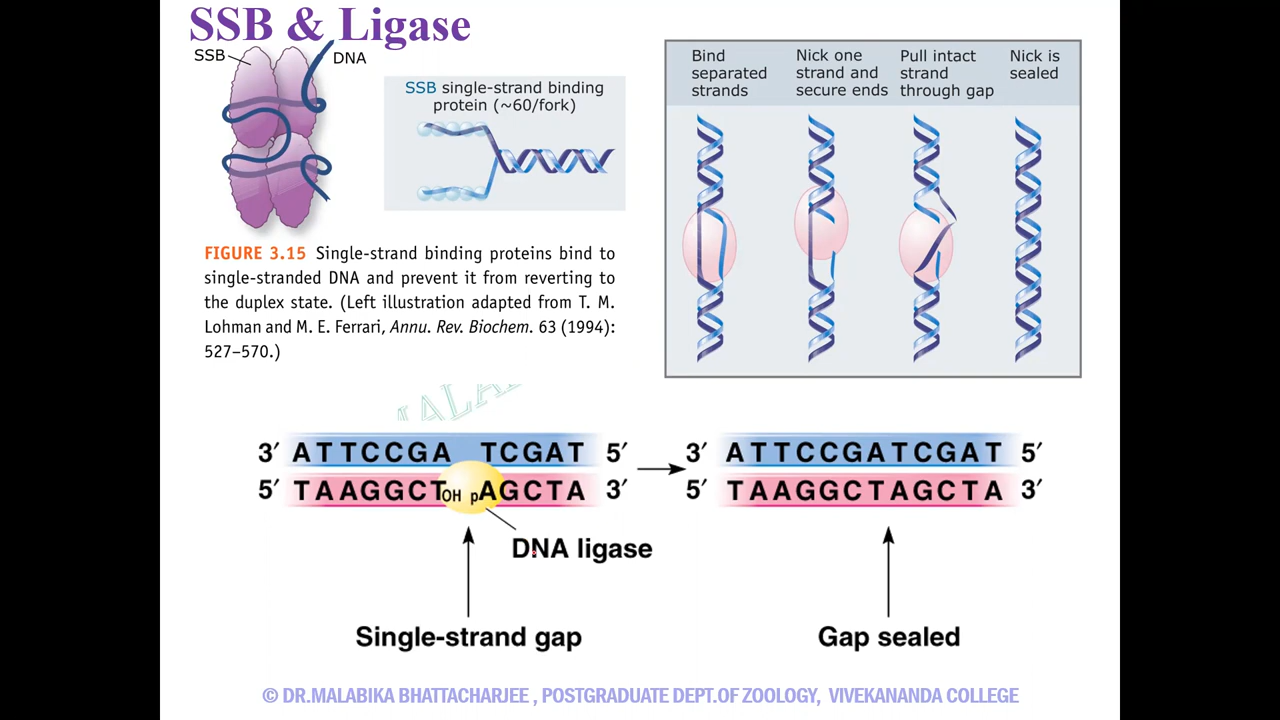 SSB & Ligase
SSB
DNA
SSB single-strand binding
protein (~60/fork)
FIGURE 3.15 Single-strand binding proteins bind to
single-stranded DNA and prevent it from reverting to
the duplex state. (Left illustration adapted from T. M.
Lohman and M. E. Ferrari, Annu. Rev. Biochem. 63 (1994):
527–570.)
Bind
separated
strands
Nick one
strand and
secure ends
Pull intact
strand
through gap
Nick is
sealed
3′ ATTCCGA TCGAT 5′
5′ TAAGGCT OH pAGCTA 3′
DNA ligase
Single-strand gap
3′ ATTCCGATCGAT 5′
5′ TAAGGCTAGCTA 3′
Gap sealed
© DR.MALABIKA BHATTACHARJEE , POSTGRADUATE DEPT.OF ZOOLOGY, VIVEKANANDA COLLEGE